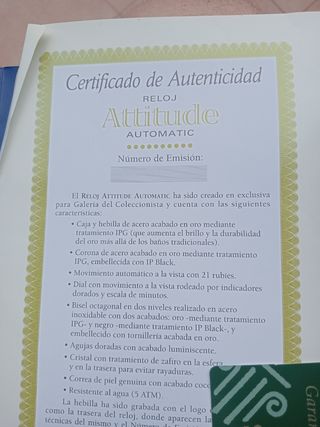 Certificado de Autenticidad
RELOJ
Attitude
AUTOMATIC
Número de Emisión:
El Reloj Attitude Automatic ha sido creado en exclusiva
para Galería del Coleccionista y cuenta con las siguientes
características:
• Caja y hebilla de acero acabado en oro mediante
tratamiento IPG (que aumenta el brillo y la durabilidad
del oro más allá de los baños tradicionales).
• Corona de acero acabado en oro mediante tratamiento
IPG, embellecida con IP Black.
• Movimiento automático a la vista con 21 rubíes.
• Dial con movimiento a la vista rodeado por indicadores
dorados y escala de minutos.
• Bisel octagonal en dos niveles realizado en acero
inoxidable con dos acabados: oro -mediante tratamiento
IPG- y negro -mediante tratamiento IP Black-, y
embellecido con tornillería acabada en oro.
• Agujas doradas con acabado luminiscente.
• Cristal con tratamiento de zafiro en la esfera
y en la trasera para evitar rayaduras.
• Correa de piel genuina con acabado
• Resistente al agua (5 ATM).
La hebilla ha sido grabada con el logo
como la trasera del reloj, donde aparecen
técnicas del mismo y el Número de